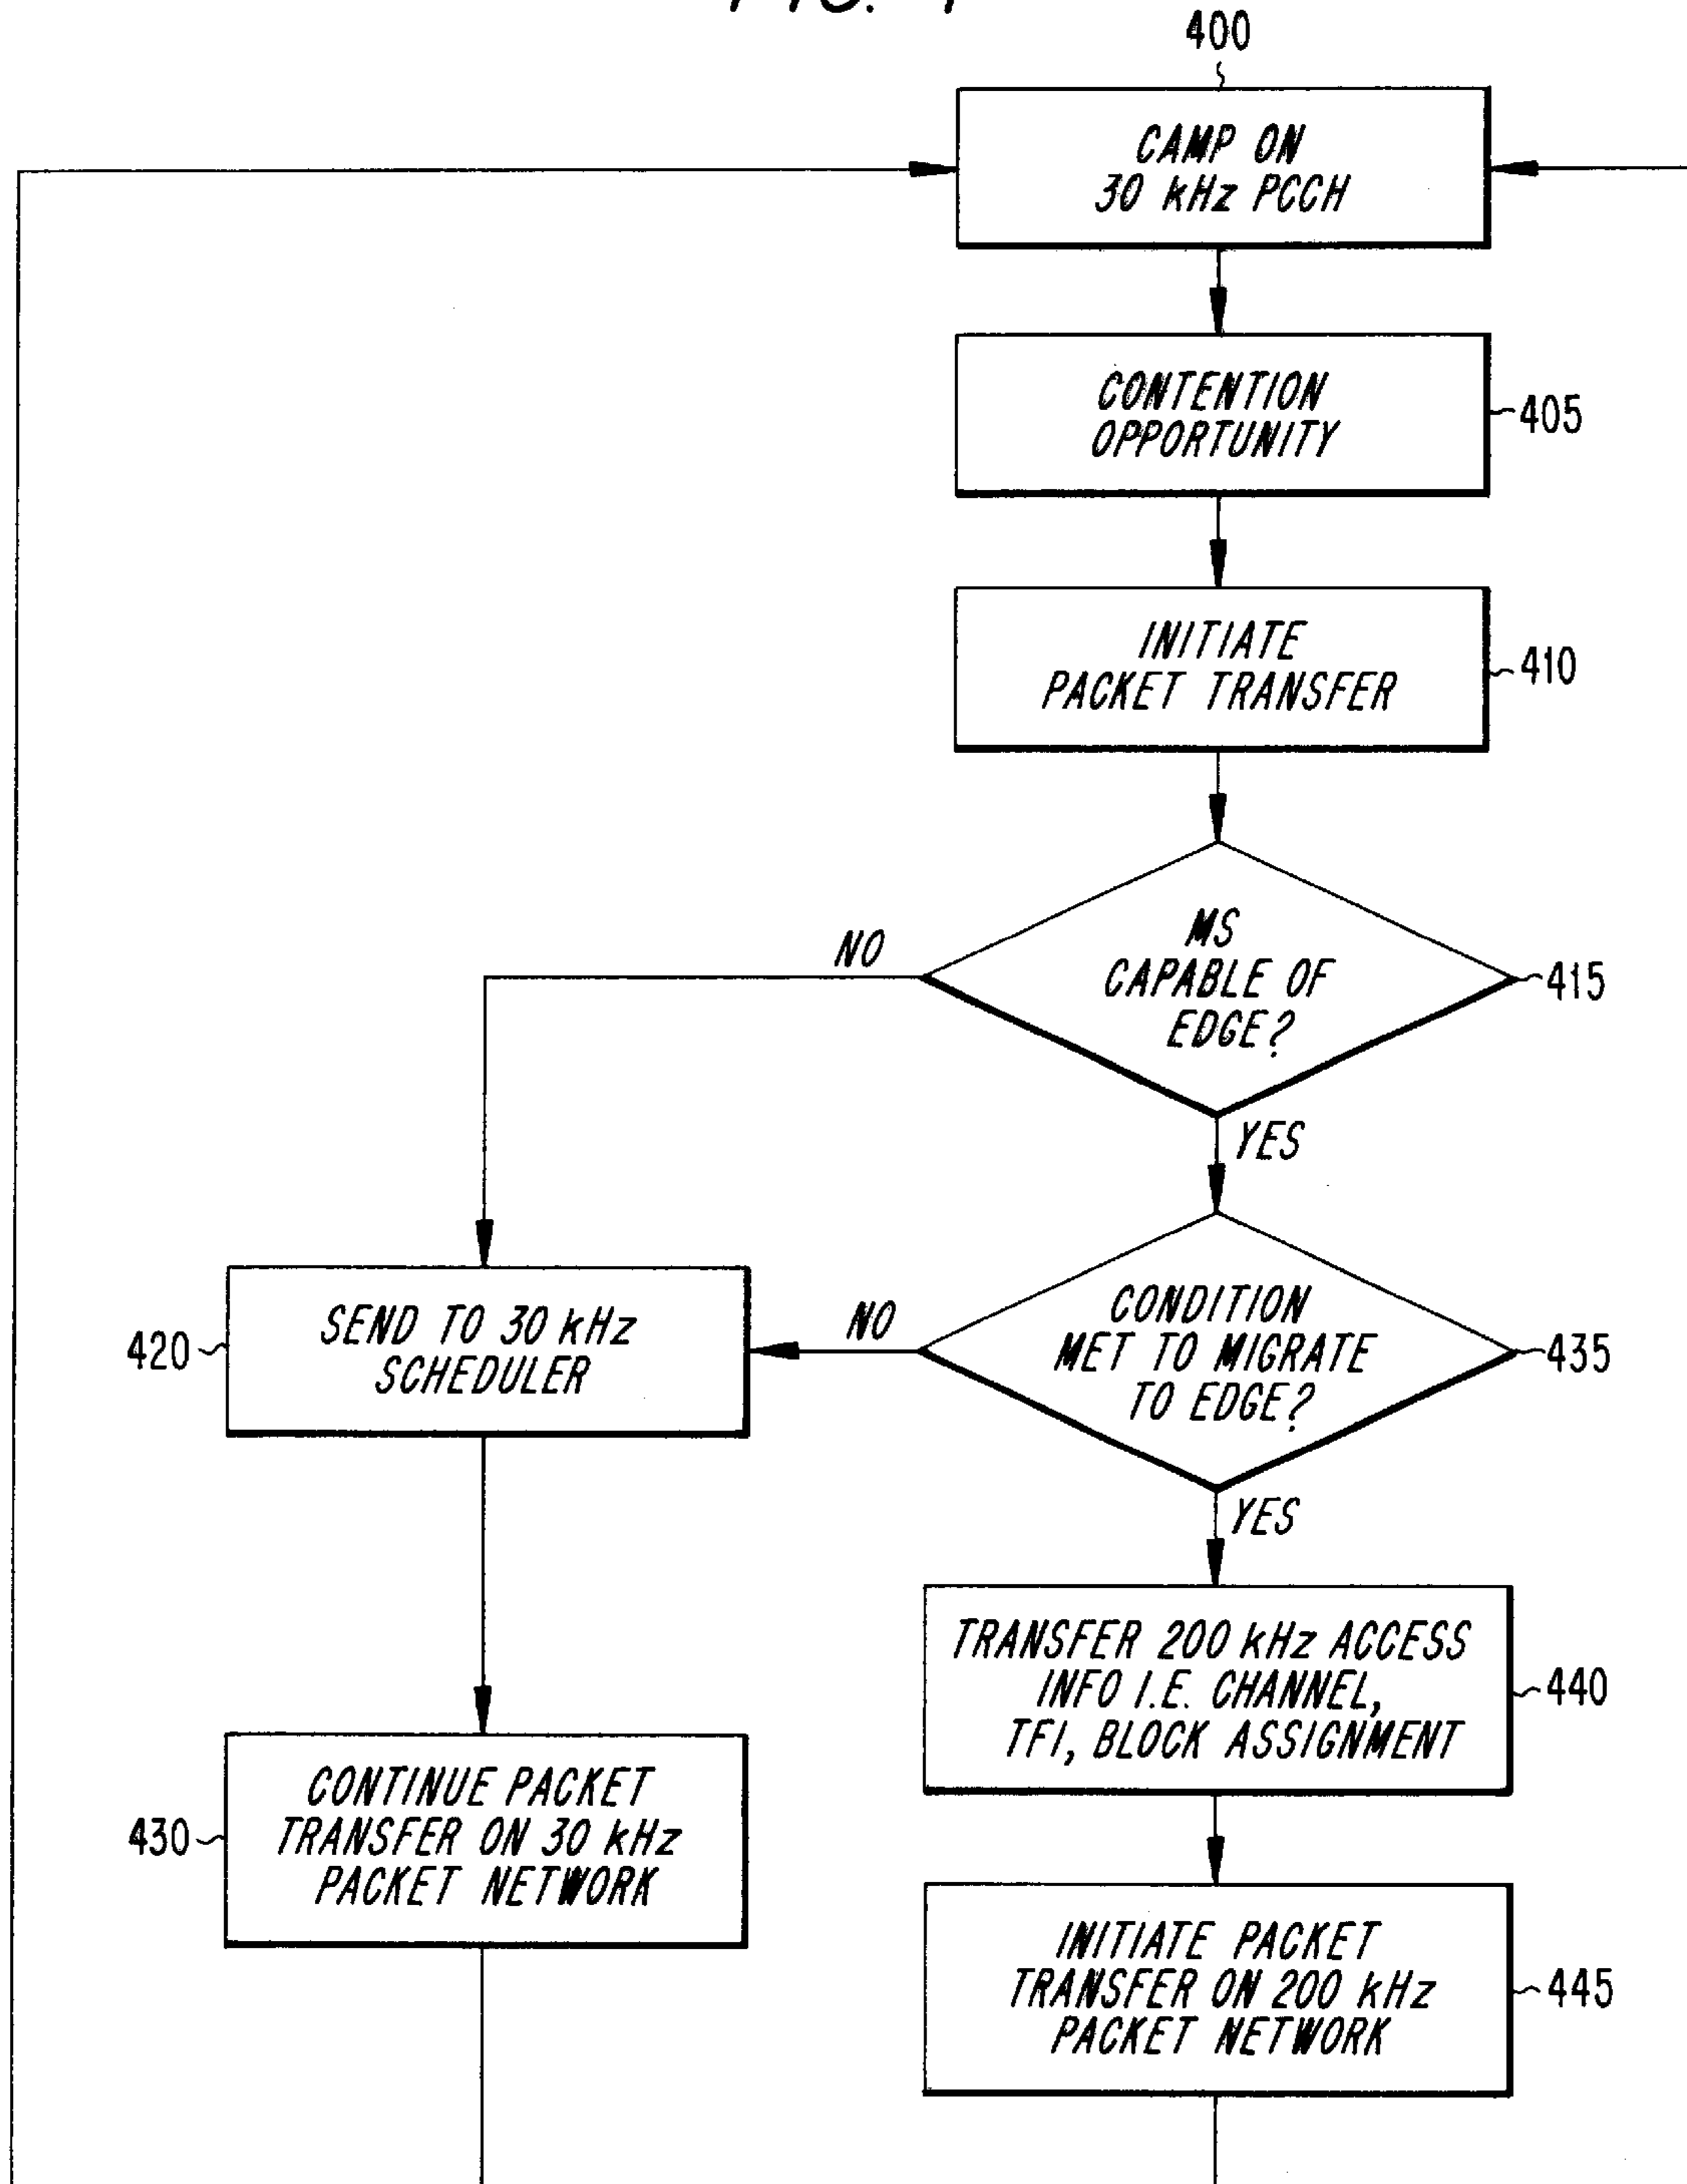 FIG. 4
400
CAMP ON
30 kHz PCCH
CONTENTION
OPPORTUNITY
405
INITIATE
PACKET TRANSFER
410
MS
CAPABLE OF
EDGE?
415
NO
YES
CONDITION
MET TO MIGRATE
TO EDGE?
435
NO
SEND TO 30 kHz
SCHEDULER
420
YES
TRANSFER 200 kHz ACCESS
INFO I.E. CHANNEL,
TFI, BLOCK ASSIGNMENT
440
CONTINUE PACKET
TRANSFER ON 30 kHz
PACKET NETWORK
430
INITIATE PACKET
TRANSFER ON 200 kHz
PACKET NETWORK
445